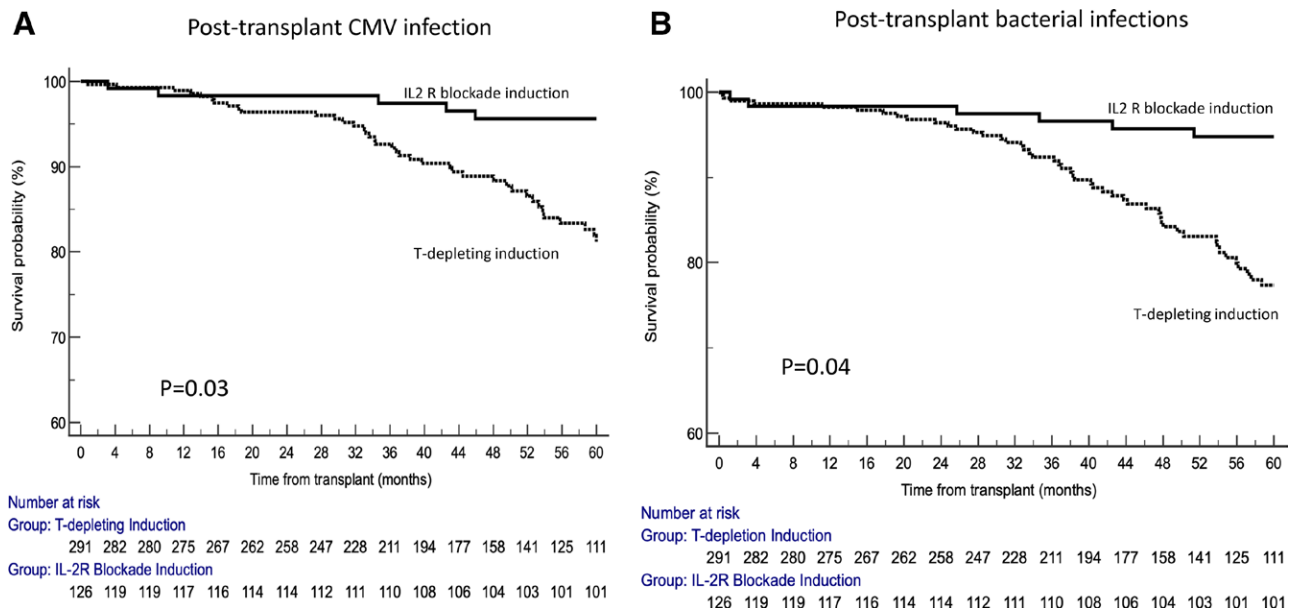 A
Post-transplant CMV infection
100
90
80
70
60
Survival probability (%)
IL2 R blockade induction
T-depleting induction
P=0.03
0 4 8 12 16 20 24 28 32 36 40 44 48 52 56 60
Time from transplant (months)
Number at risk
Group: T-depleting Induction
291 282 280 275 267 262 258 247 228 211 194 177 158 141 125 111
Group: IL-2R Blockade Induction
126 119 119 117 116 114 114 112 111 110 108 106 104 103 101 101
B
Post-transplant bacterial infections
100
80
60
Survival probability (%)
IL2 R blockade induction
T-depleting induction
P=0.04
0 4 8 12 16 20 24 28 32 36 40 44 48 52 56 60
Time from transplant (months)
Number at risk
Group: T-depletion Induction
291 282 280 275 267 262 258 247 228 211 194 177 158 141 125 111
Group: IL-2R Blockade Induction
126 119 119 117 116 114 114 112 111 110 108 106 104 103 101 101